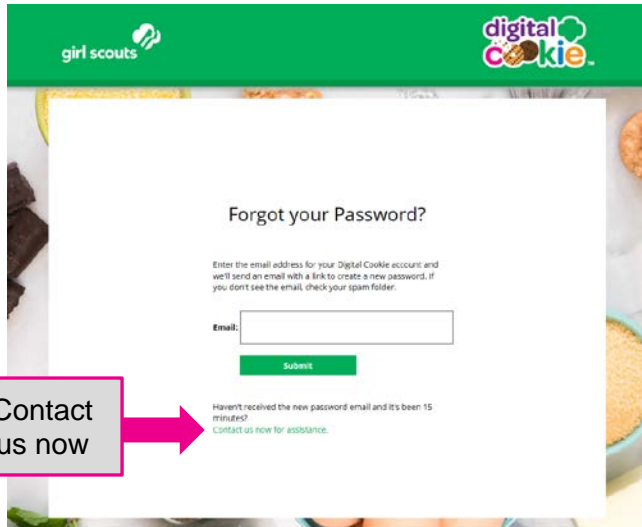 girl scouts
digital
cookie
Forgot your Password?
Enter the email address for your Digital Cookie account and
we'll send an email with a link to create a new password. If
you don't see the email, check your spam folder.
Email:
Submit
Haven't received the new password email and it's been 15
minutes?
Contact us now for assistance.
Contact
us now